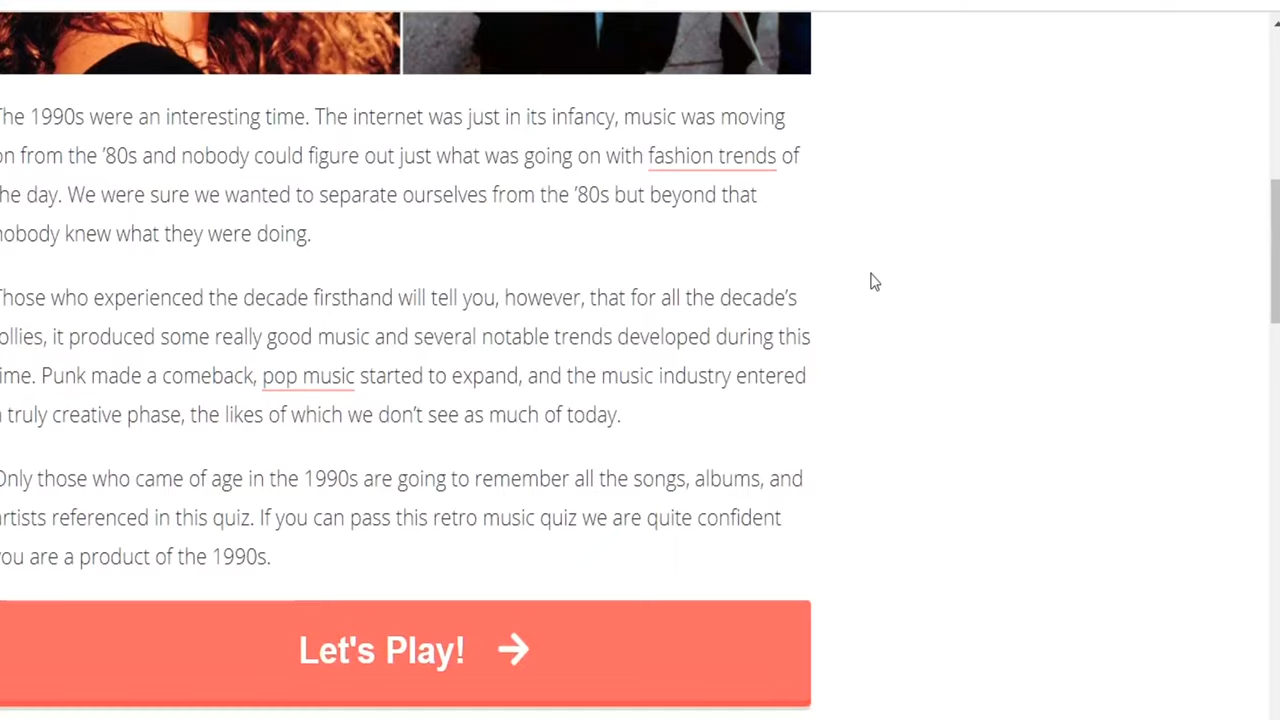 The 1990s were an interesting time. The internet was just in its infancy, music was moving
on from the ’80s and nobody could figure out just what was going on with fashion trends of
the day. We were sure we wanted to separate ourselves from the ’80s but beyond that
nobody knew what they were doing.
Those who experienced the decade firsthand will tell you, however, that for all the decade’s
ollies, it produced some really good music and several notable trends developed during this
ime. Punk made a comeback, pop music started to expand, and the music industry entered
a truly creative phase, the likes of which we don’t see as much of today.
Only those who came of age in the 1990s are going to remember all the songs, albums, and
artists referenced in this quiz. If you can pass this retro music quiz we are quite confident
you are a product of the 1990s.
Let's Play! →